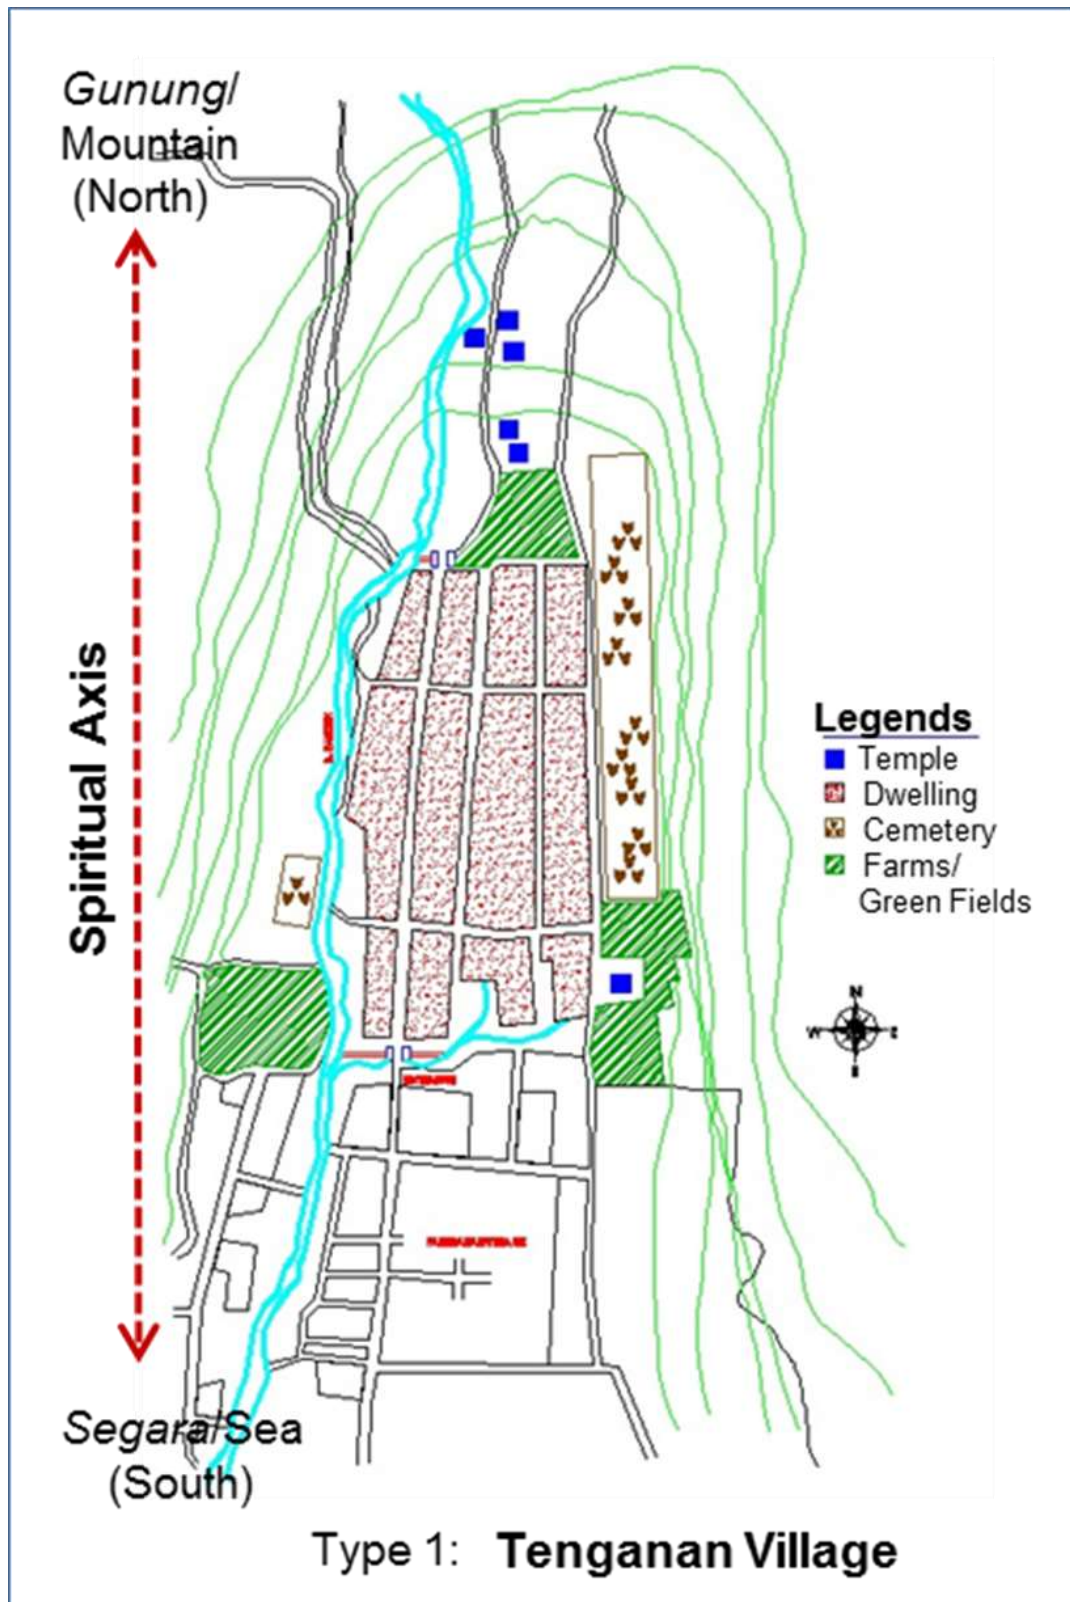 Gunung/
Mountain
(North)
Spiritual Axis
Legends
Temple
Dwelling
Cemetery
Farms/
Green Fields
N
W E
S
Segara/Sea
(South)
Type 1: Tenganan Village